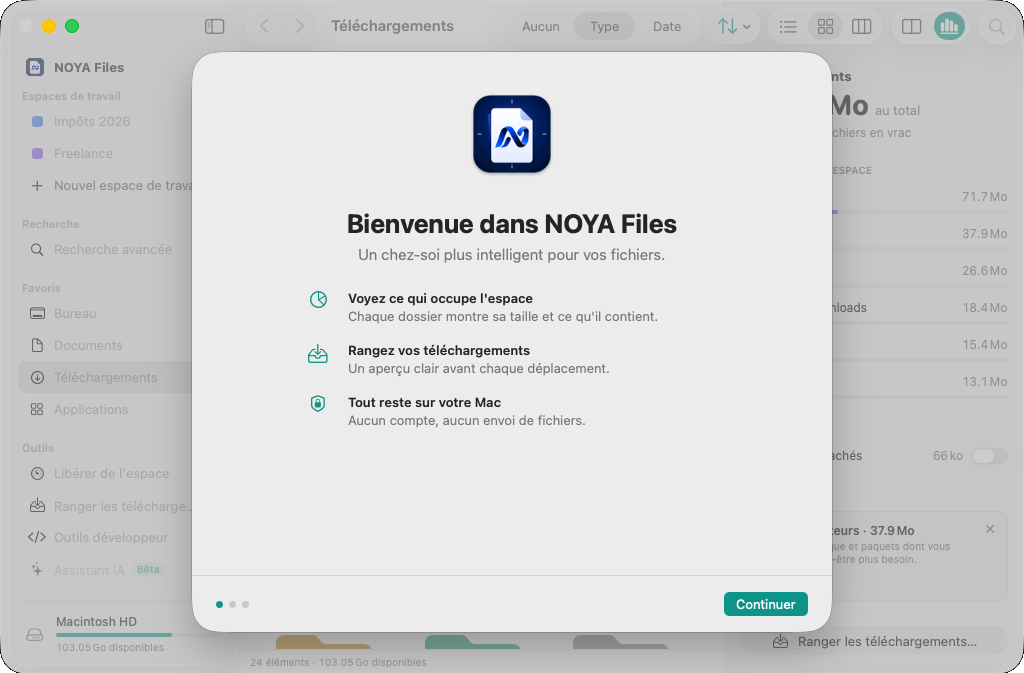 Téléchargements
Aucun
Type
Date
NOYA Files
Espaces de travail
Impôts 2026
Freelance
Nouvel espace de trava
Recherche
Recherche avancée
Favoris
Bureau
Documents
Téléchargements
Applications
Outils
Libérer de l'espace
Ranger les télécharge...
Outils développeur
Assistant IA Bêta
Macintosh HD
103.05 Go disponibles
Bienvenue dans NOYA Files
Un chez-soi plus intelligent pour vos fichiers.
Voyez ce qui occupe l'espace
Chaque dossier montre sa taille et ce qu'il contient.
Rangez vos téléchargements
Un aperçu clair avant chaque déplacement.
Tout reste sur votre Mac
Aucun compte, aucun envoi de fichiers.
Continuer
24 éléments · 103.05 Go disponibles
nts
Mo au total
chiers en vrac
ESPACE
71.7 Mo
37.9 Mo
26.6 Mo
nloads 18.4 Mo
15.4 Mo
13.1 Mo
achés 66 ko
teurs · 37.9 Mo
que et paquets dont vous
-être plus besoin.
Ranger les téléchargements...